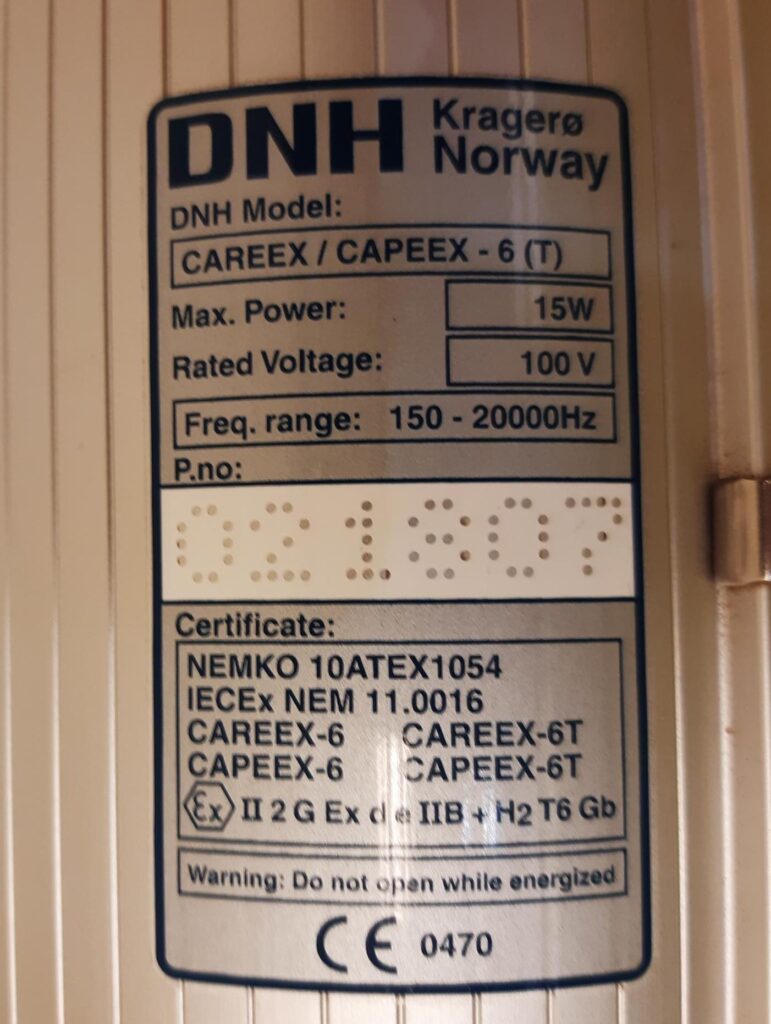 DNH Kragerø
Norway
DNH Model:
CAREEX / CAPEEX - 6 (T)
Max. Power: 15W
Rated Voltage: 100 V
Freq. range: 150 - 20000Hz
P.no:
021807
Certificate:
NEMKO 10ATEX1054
IECEx NEM 11.0016
CAREEX-6 CAREEX-6T
CAPEEX-6 CAPEEX-6T
Ex II 2 G Ex d e IIB + H2 T6 Gb
Warning: Do not open while energized
CE 0470